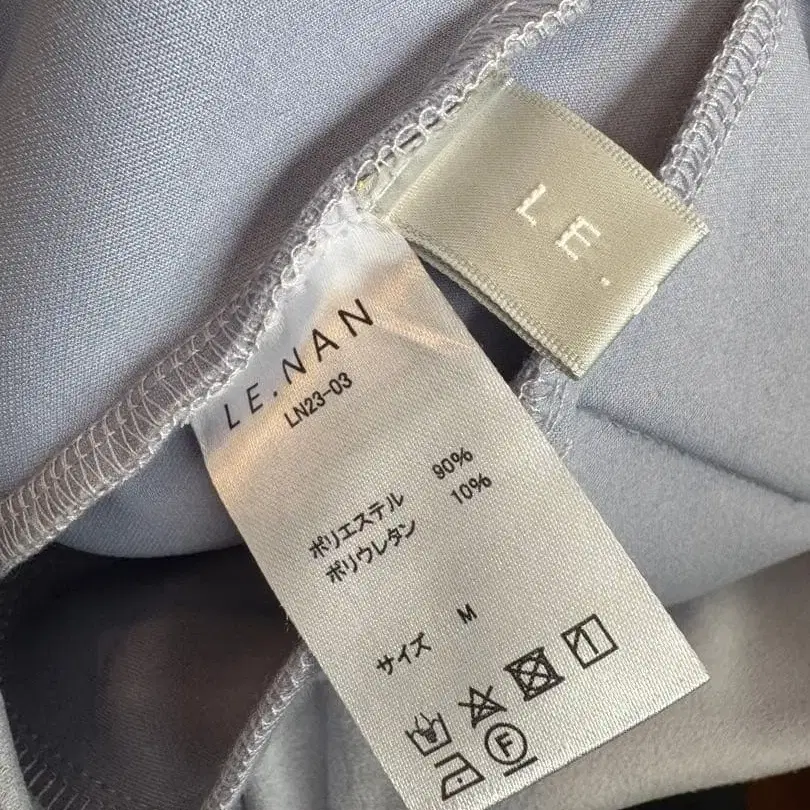 LE.
LE.NAN
LN23-03
ポリエステル 90%
ポリウレタン 10%
サイズ M
F